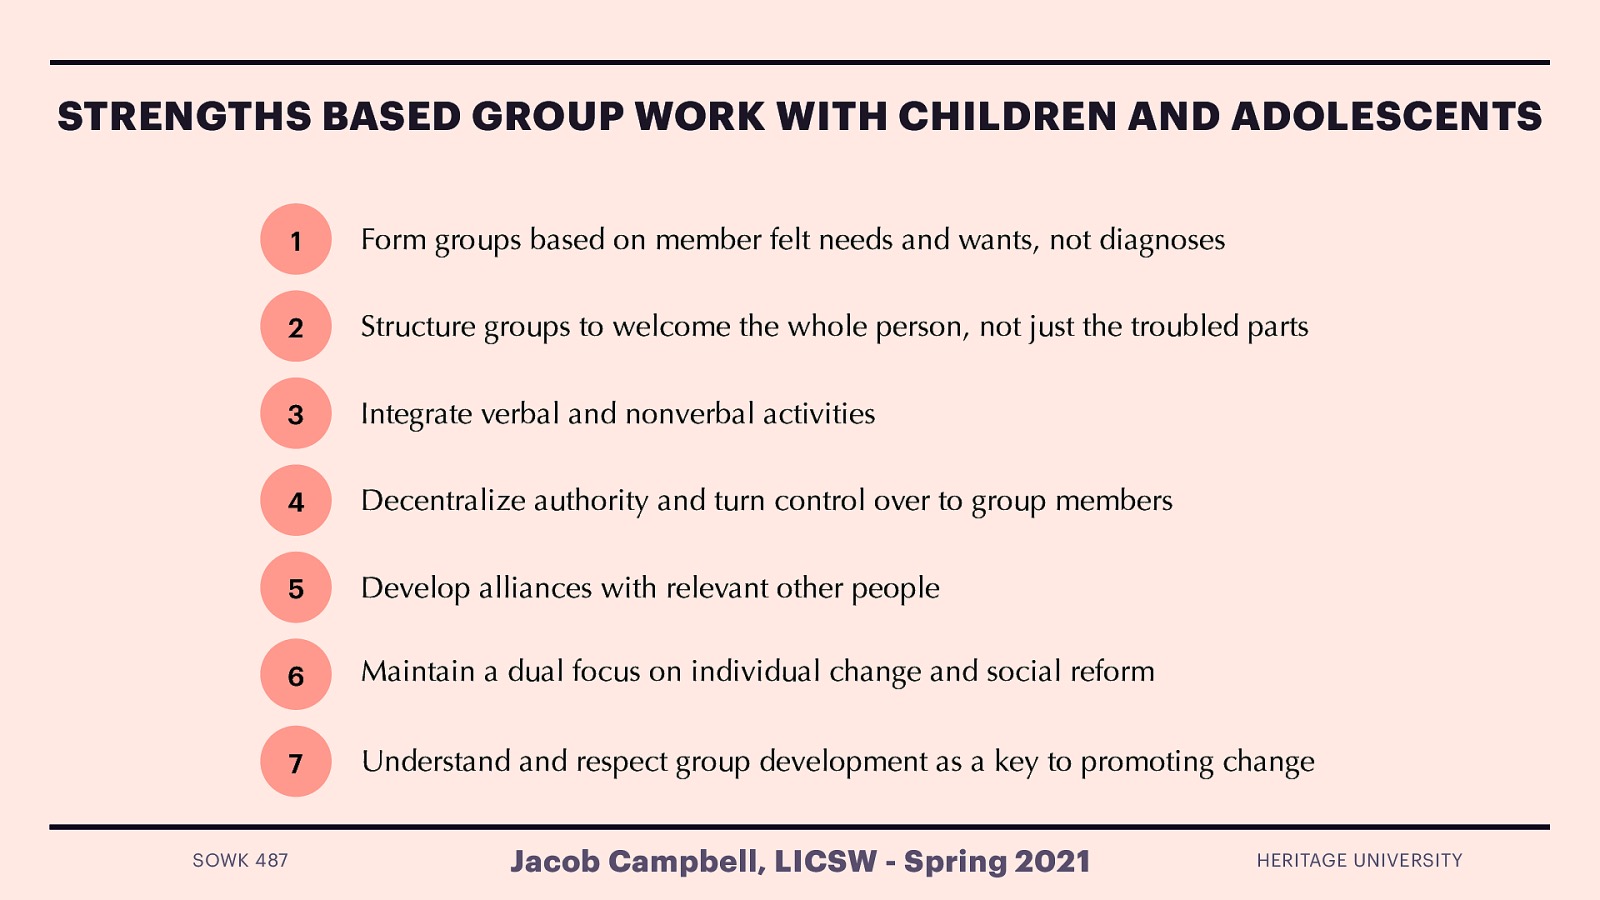 STRENGTHS BASED GROUP WORK WITH CHILDREN AND ADOLESCENTS
1 Form groups based on member felt needs and wants, not diagnoses
2 Structure groups to welcome the whole person, not just the troubled parts
3 Integrate verbal and nonverbal activities
4 Decentralize authority and turn control over to group members
5 Develop alliances with relevant other people
6 Maintain a dual focus on individual change and social reform
7 Understand and respect group development as a key to promoting change
SOWK 487 Jacob Campbell, LICSW - Spring 2021 HERITAGE UNIVERSITY